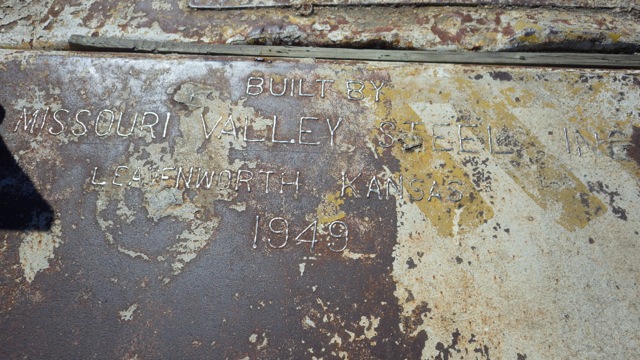 BUILT BY
MISSOURI VALLEY STEEL INC
LEAVENWORTH KANSAS
1949